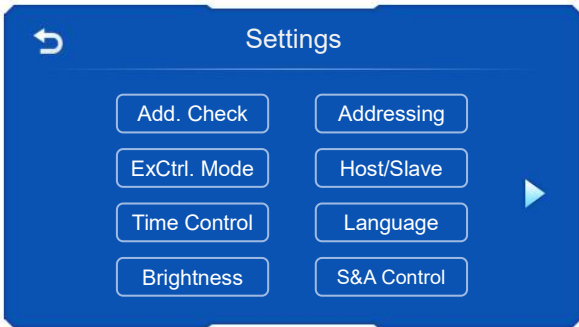 Settings
Add. Check
Addressing
ExCtrl. Mode
Host/Slave
Time Control
Language
Brightness
S&A Control